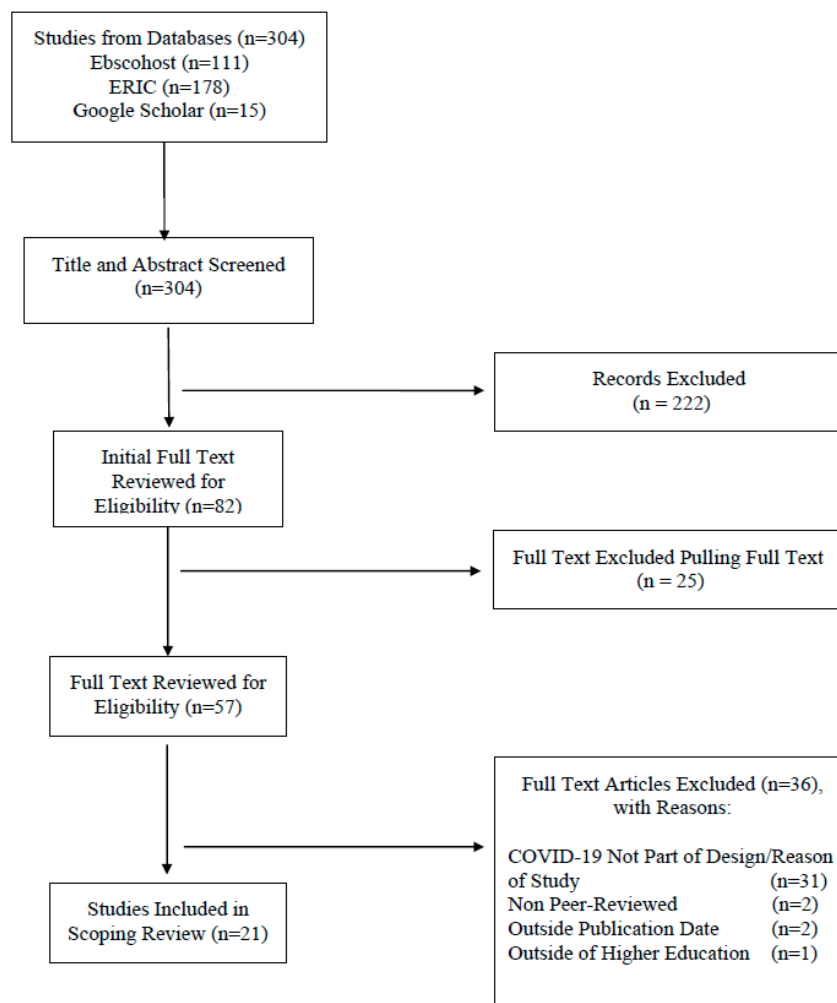 Studies from Databases (n=304)
Ebscohost (n=111)
ERIC (n=178)
Google Scholar (n=15)
Title and Abstract Screened
(n=304)
Records Excluded
(n = 222)
Initial Full Text
Reviewed for
Eligibility (n=82)
Full Text Excluded Pulling Full Text
(n = 25)
Full Text Reviewed for
Eligibility (n=57)
Full Text Articles Excluded (n=36),
with Reasons:
COVID-19 Not Part of Design/Reason
of Study (n=31)
Non Peer-Reviewed (n=2)
Outside Publication Date (n=2)
Outside of Higher Education (n=1)
Studies Included in
Scoping Review (n=21)